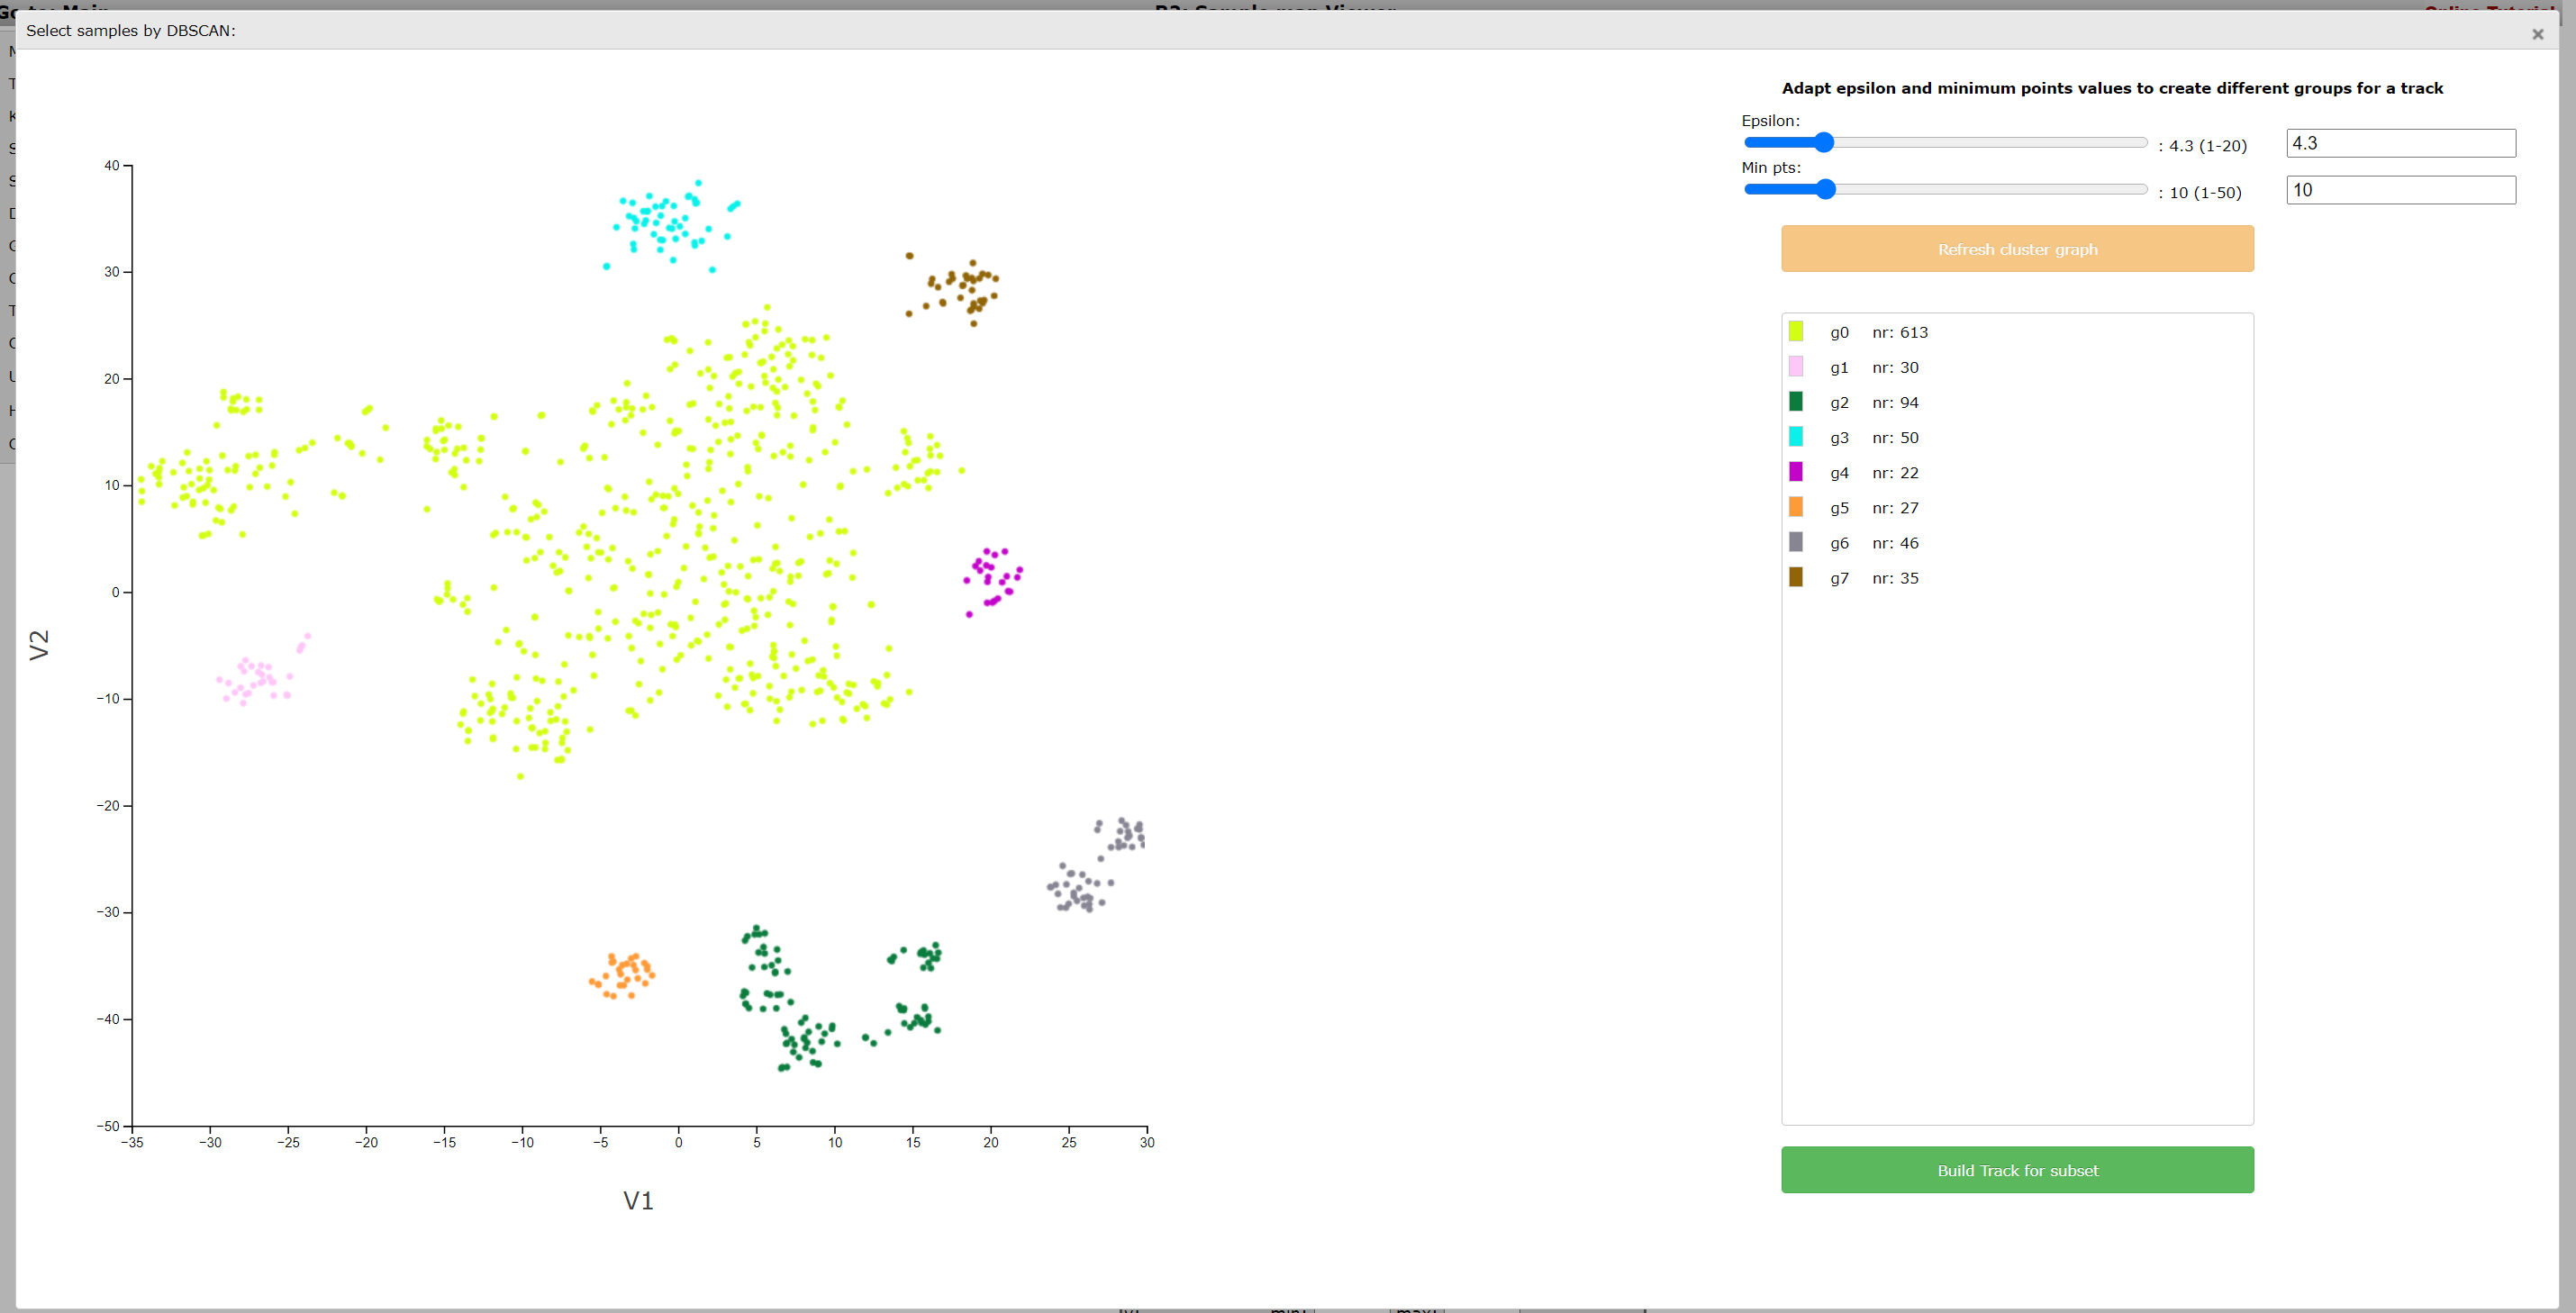 Select samples by DBSCAN:
×
Adapt epsilon and minimum points values to create different groups for a track
Epsilon:
: 4.3 (1-20)
4.3
Min pts:
: 10 (1-50)
10
Refresh cluster graph
g0 nr: 613
g1 nr: 30
g2 nr: 94
g3 nr: 50
g4 nr: 22
g5 nr: 27
g6 nr: 46
g7 nr: 35
Build Track for subset
40
30
20
10
0
−10
−20
−30
−40
−50
V2
−35 −30 −25 −20 −15 −10 −5 0 5 10 15 20 25 30
V1